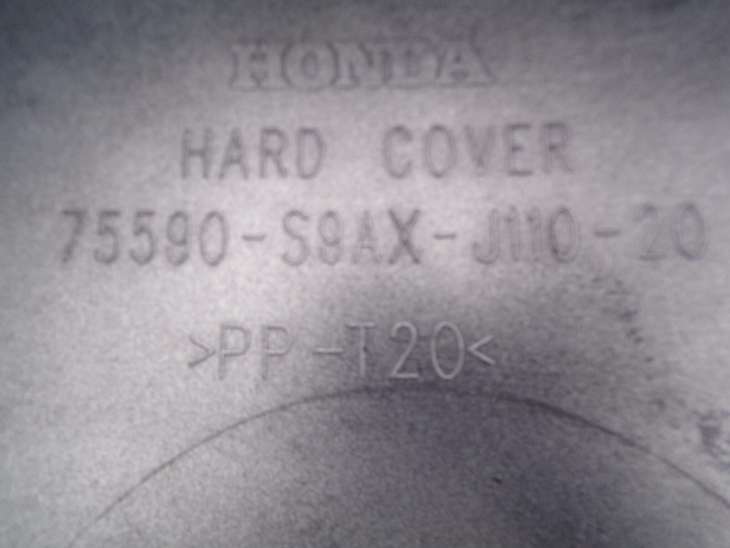 HONDA
HARD COVER
75590-S9AX-J110-20
>PP-T20<